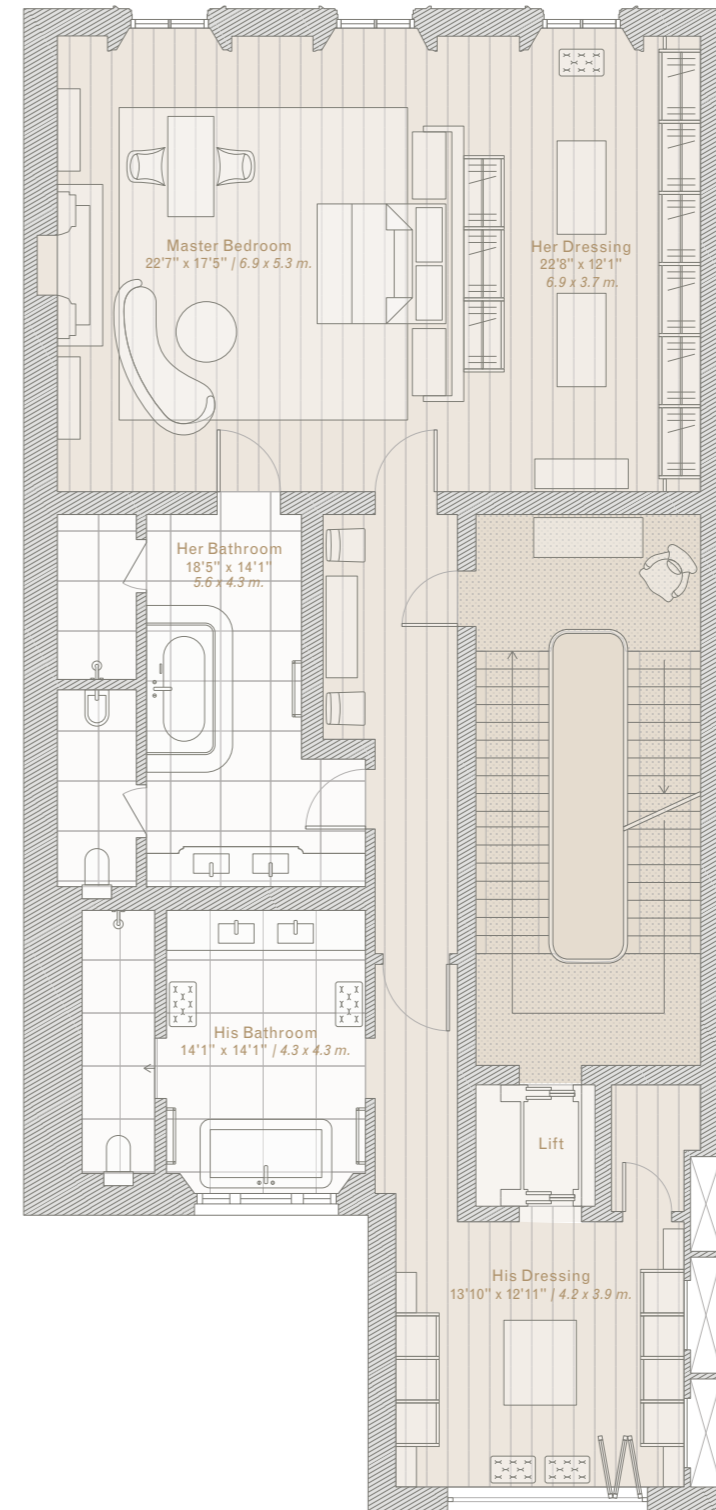 Master Bedroom
22'7" x 17'5" / 6.9 x 5.3 m.
Her Dressing
22'8" x 12'1"
6.9 x 3.7 m.
Her Bathroom
18'5" x 14'1"
5.6 x 4.3 m.
His Bathroom
14'1" x 14'1" / 4.3 x 4.3 m.
Lift
His Dressing
13'10" x 12'11" / 4.2 x 3.9 m.